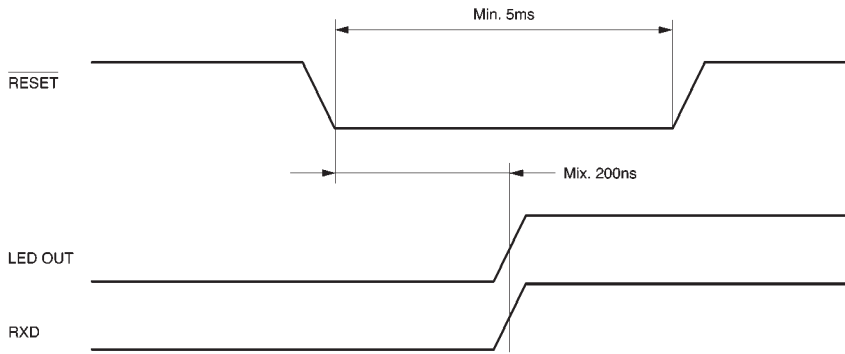 Min. 5ms
RESET
Mix. 200ns
LED OUT
RXD